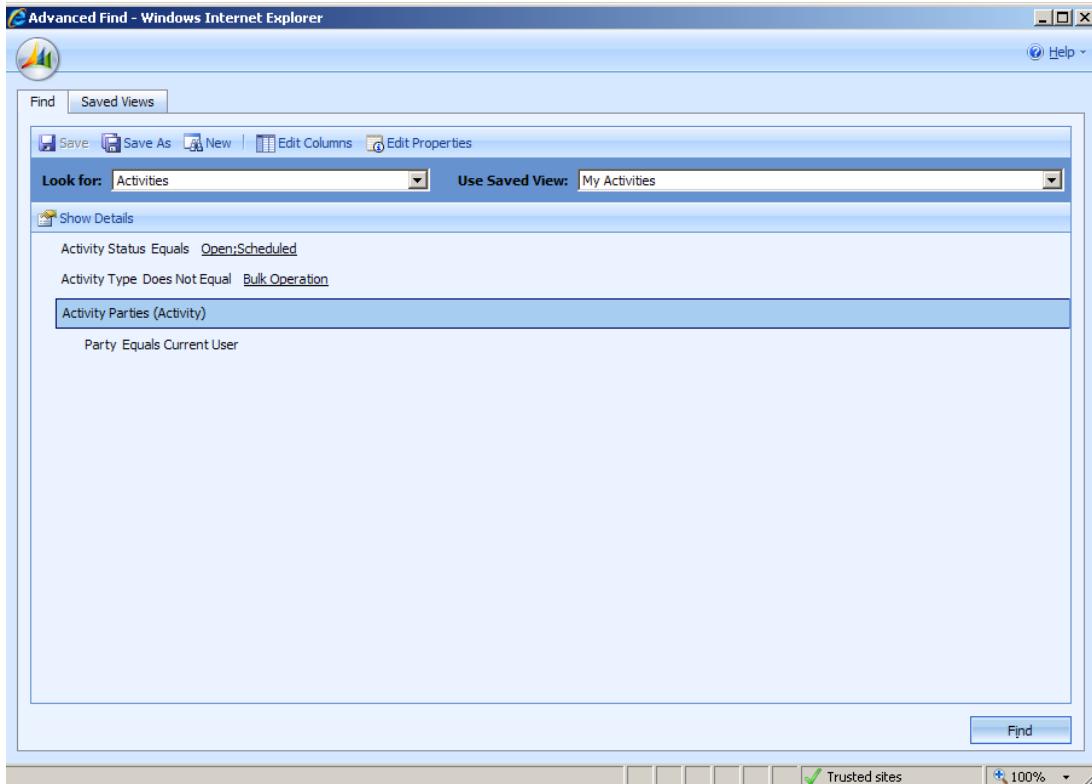 Advanced Find - Windows Internet Explorer
Help
Find Saved Views
Save Save As New Edit Columns Edit Properties
Look for: Activities Use Saved View: My Activities
Show Details
Activity Status Equals Open;Scheduled
Activity Type Does Not Equal Bulk Operation
Activity Parties (Activity)
Party Equals Current User
Find
Trusted sites 100%